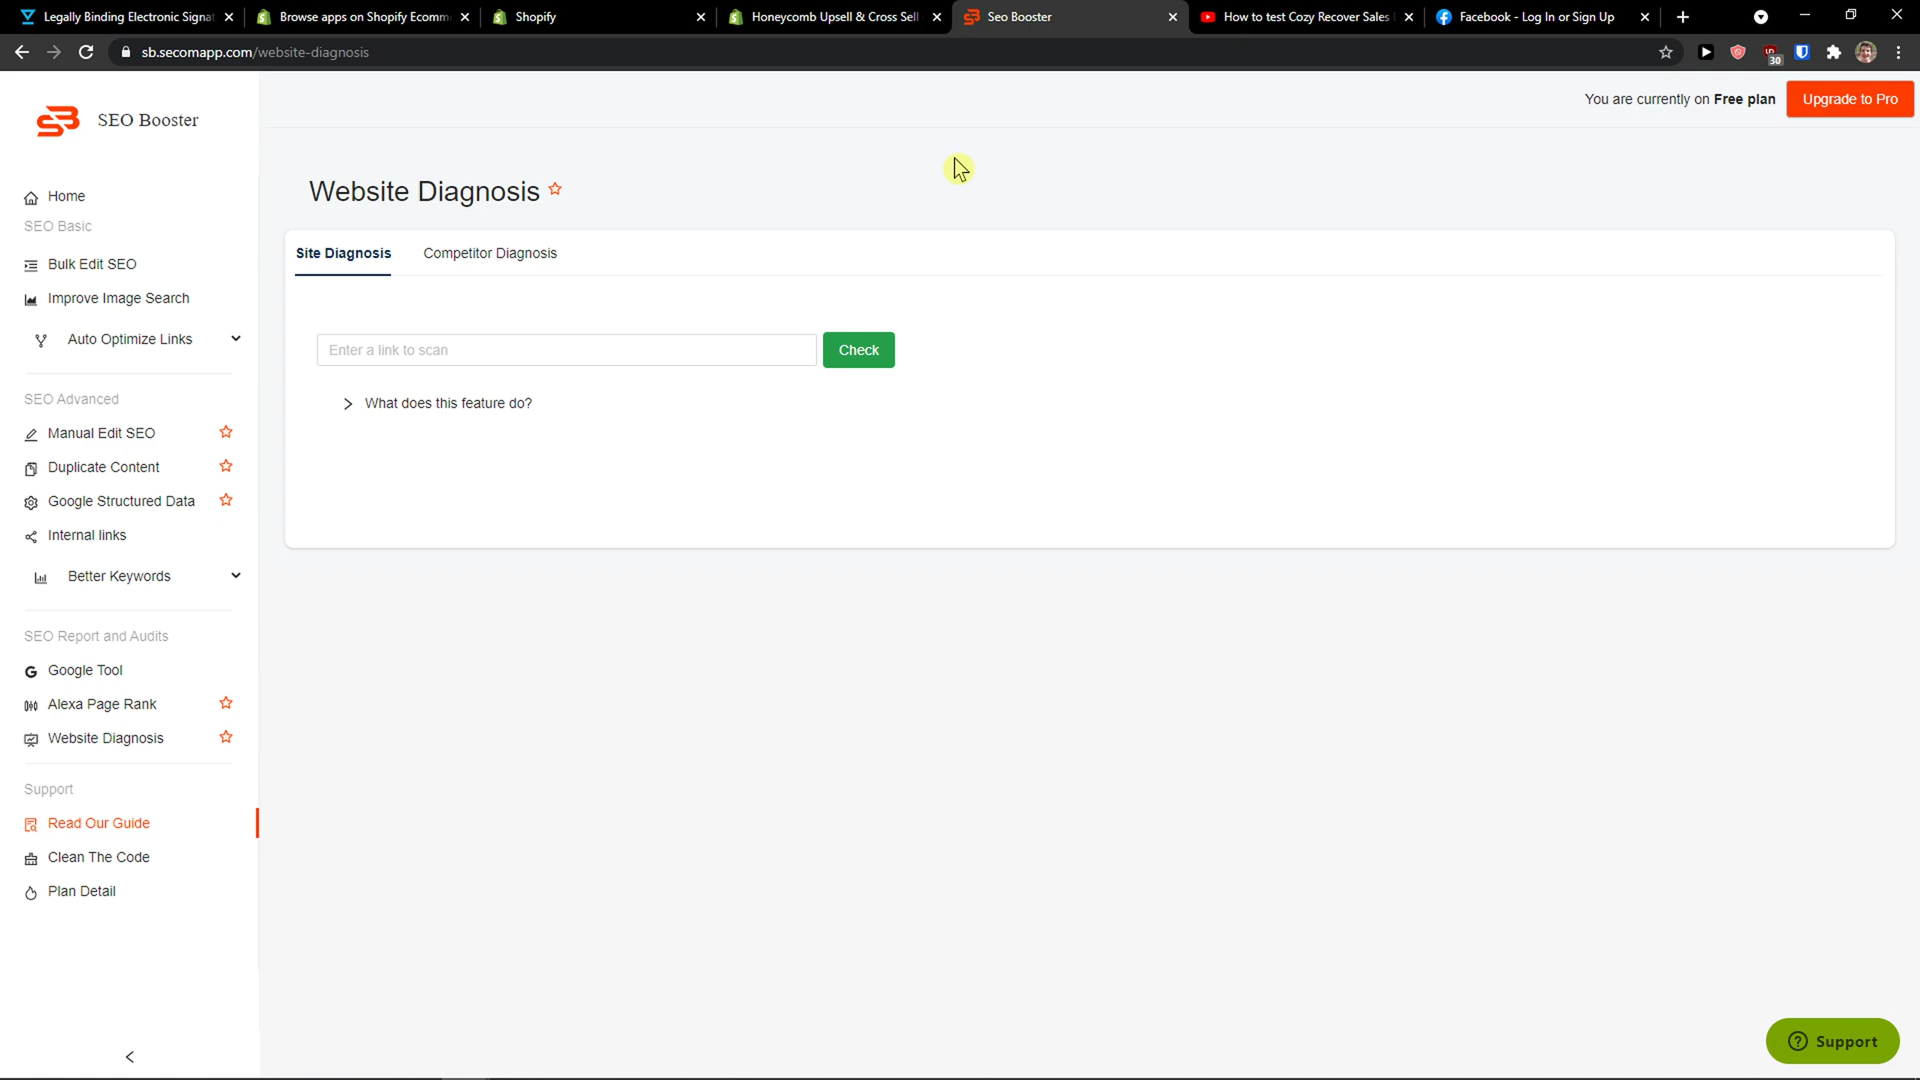 Legally Binding Electronic Signat
Browse apps on Shopify Ecomm
Shopify
Honeycomb Upsell & Cross Sell
Seo Booster
How to test Cozy Recover Sales
Facebook - Log In or Sign Up
sb.secomapp.com/website-diagnosis
30
SEO Booster
You are currently on Free plan
Upgrade to Pro
Home
SEO Basic
Bulk Edit SEO
Improve Image Search
Auto Optimize Links
SEO Advanced
Manual Edit SEO
Duplicate Content
Google Structured Data
Internal links
Better Keywords
SEO Report and Audits
Google Tool
Alexa Page Rank
Website Diagnosis
Support
Read Our Guide
Clean The Code
Plan Detail
Website Diagnosis
Site Diagnosis
Competitor Diagnosis
Enter a link to scan
Check
What does this feature do?
Support